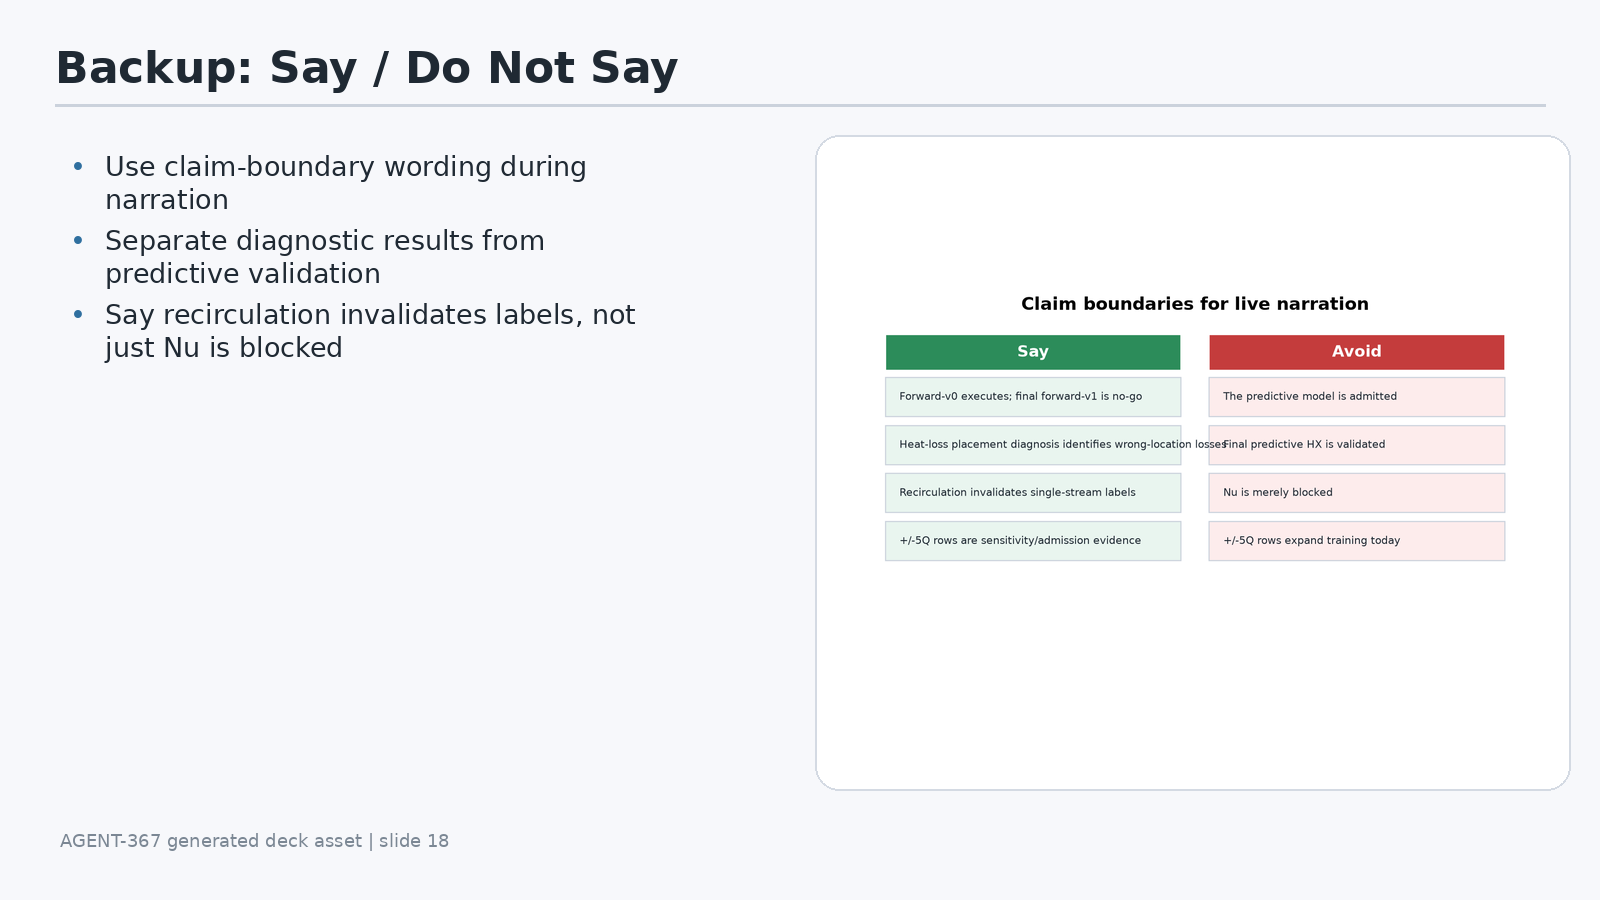 Backup: Say / Do Not Say
• Use claim-boundary wording during
narration
• Separate diagnostic results from
predictive validation
• Say recirculation invalidates labels, not
just Nu is blocked
Claim boundaries for live narration
Say
Avoid
Forward-v0 executes; final forward-v1 is no-go
The predictive model is admitted
Heat-loss placement diagnosis identifies wrong-location losses
Final predictive HX is validated
Recirculation invalidates single-stream labels
Nu is merely blocked
+/-5Q rows are sensitivity/admission evidence
+/-5Q rows expand training today
AGENT-367 generated deck asset | slide 18